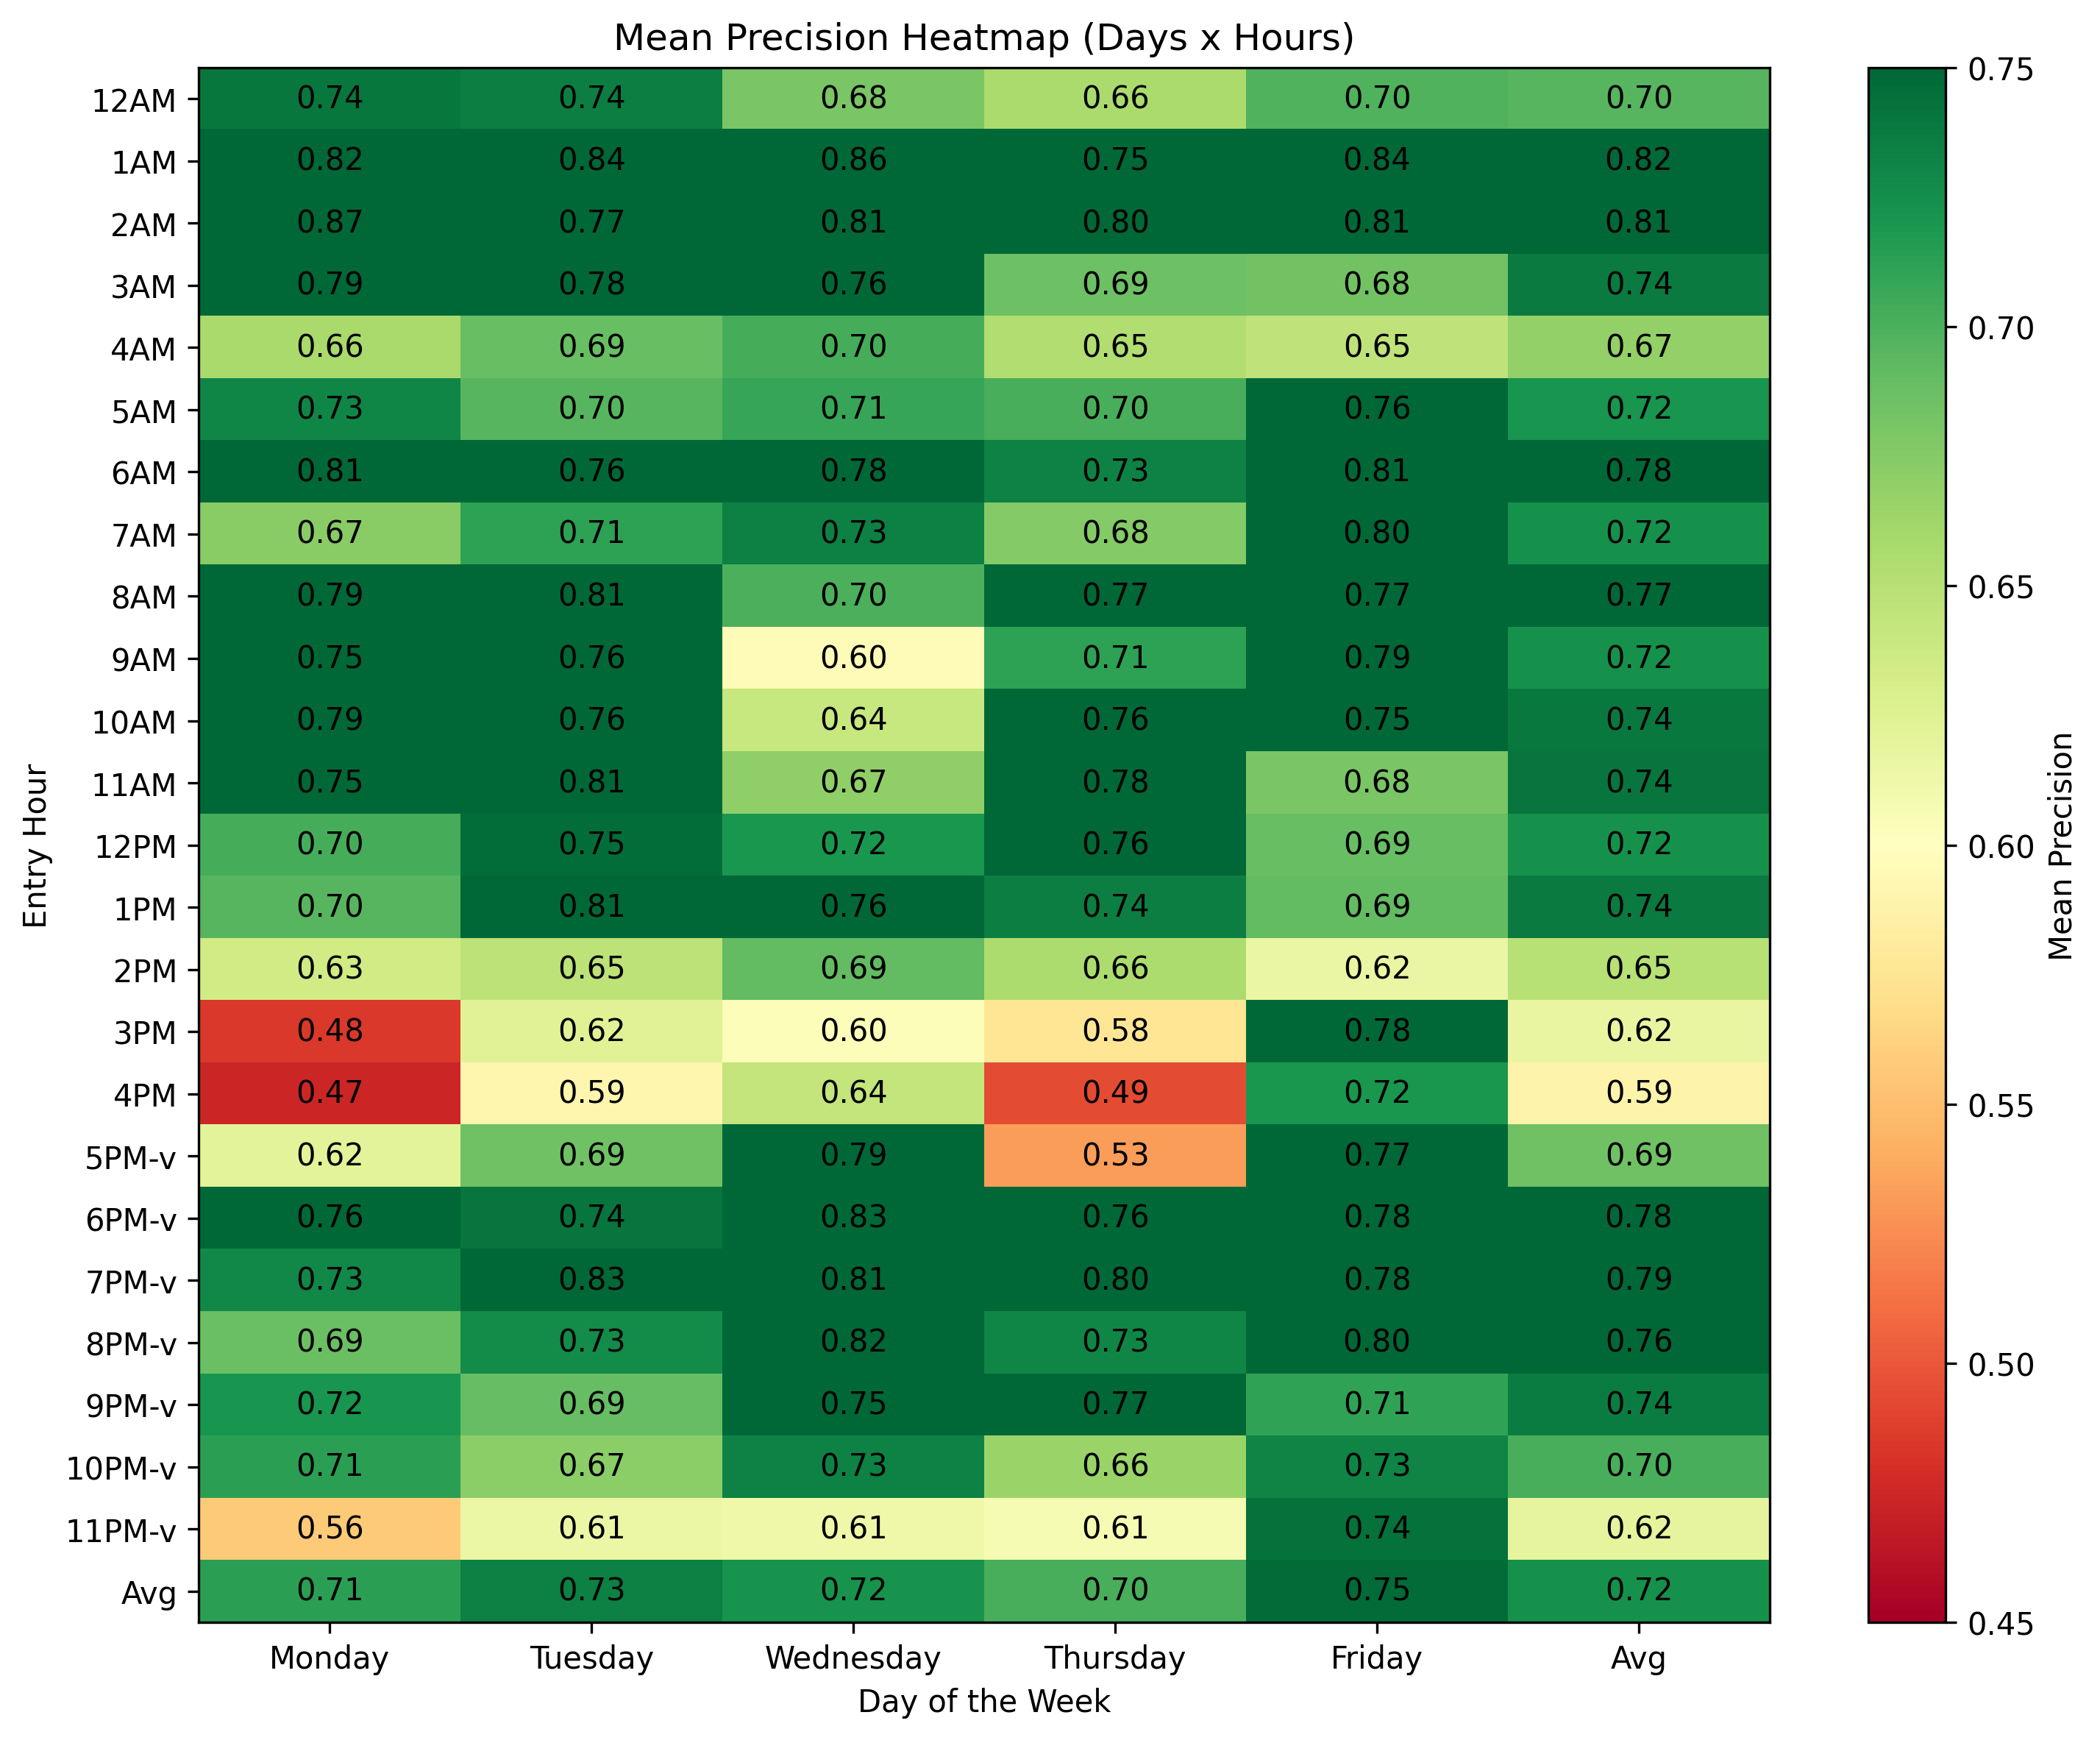 Mean Precision Heatmap (Days x Hours)
12AM 0.74 0.74 0.68 0.66 0.70 0.70
1AM 0.82 0.84 0.86 0.75 0.84 0.82
2AM 0.87 0.77 0.81 0.80 0.81 0.81
3AM 0.79 0.78 0.76 0.69 0.68 0.74
4AM 0.66 0.69 0.70 0.65 0.65 0.67
5AM 0.73 0.70 0.71 0.70 0.76 0.72
6AM 0.81 0.76 0.78 0.73 0.81 0.78
7AM 0.67 0.71 0.73 0.68 0.80 0.72
8AM 0.79 0.81 0.70 0.77 0.77 0.77
9AM 0.75 0.76 0.60 0.71 0.79 0.72
10AM 0.79 0.76 0.64 0.76 0.75 0.74
11AM 0.75 0.81 0.67 0.78 0.68 0.74
12PM 0.70 0.75 0.72 0.76 0.69 0.72
1PM 0.70 0.81 0.76 0.74 0.69 0.74
2PM 0.63 0.65 0.69 0.66 0.62 0.65
3PM 0.48 0.62 0.60 0.58 0.78 0.62
4PM 0.47 0.59 0.64 0.49 0.72 0.59
5PM-v 0.62 0.69 0.79 0.53 0.77 0.69
6PM-v 0.76 0.74 0.83 0.76 0.78 0.78
7PM-v 0.73 0.83 0.81 0.80 0.78 0.79
8PM-v 0.69 0.73 0.82 0.73 0.80 0.76
9PM-v 0.72 0.69 0.75 0.77 0.71 0.74
10PM-v 0.71 0.67 0.73 0.66 0.73 0.70
11PM-v 0.56 0.61 0.61 0.61 0.74 0.62
Avg 0.71 0.73 0.72 0.70 0.75 0.72
Monday Tuesday Wednesday Thursday Friday Avg
Day of the Week
Entry Hour
0.75
0.70
0.65
0.60
0.55
0.50
0.45
Mean Precision